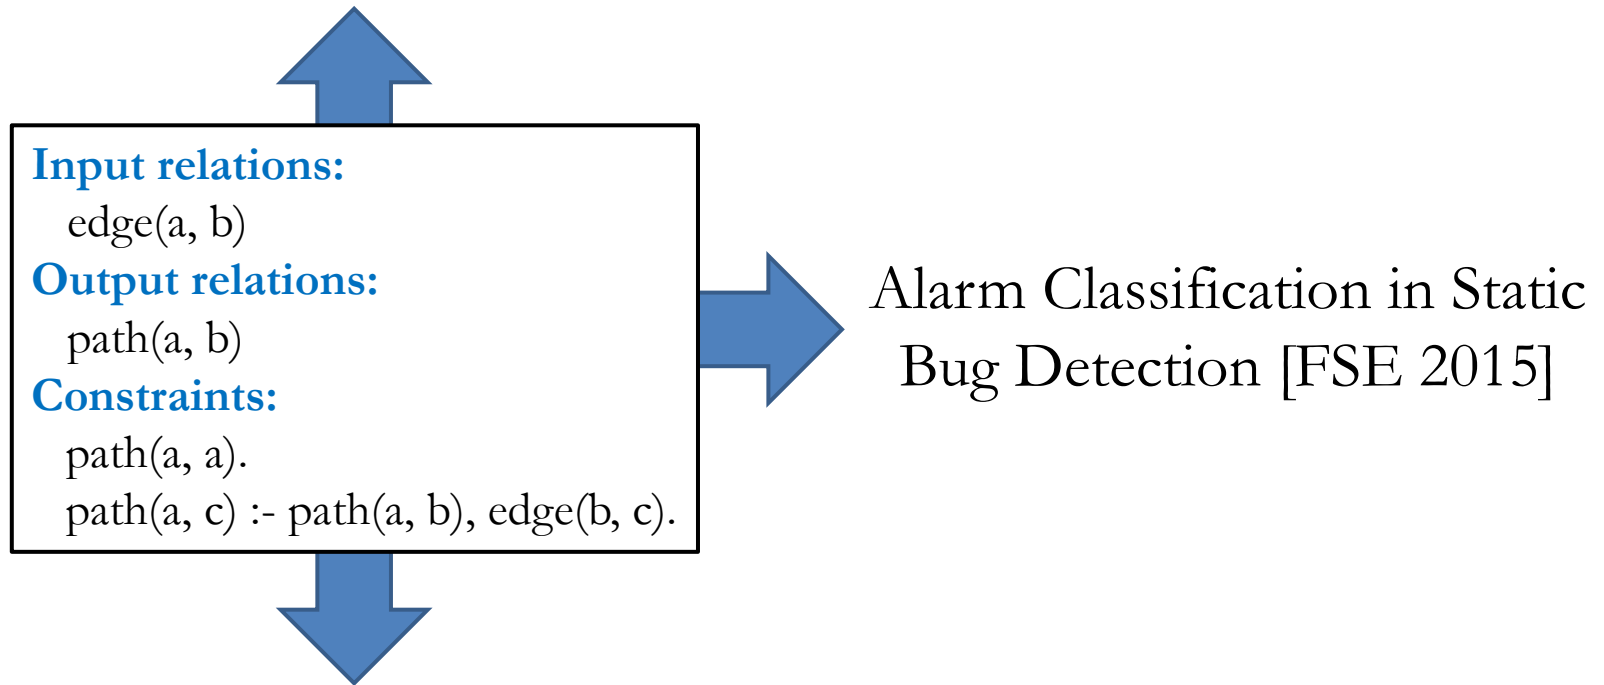 Input relations:
edge(a, b)
Output relations:
path(a, b)
Constraints:
path(a, a).
path(a, c) :- path(a, b), edge(b, c).
Alarm Classification in Static
Bug Detection [FSE 2015]